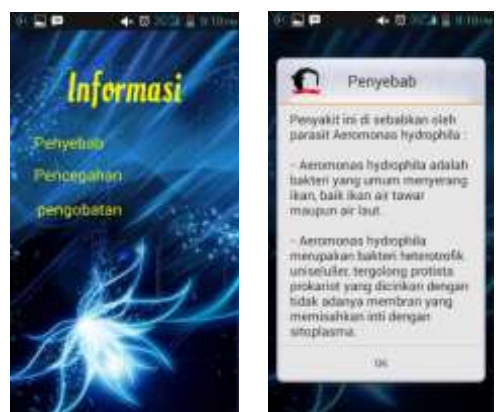 Informasi
Penyebab
Pencegahan
pengobatan
Penyebab
Penyakit ini di sebabkan oleh
parasit Aeromonas hydrophila :
- Aeromonas hydrophila adalah
bakteri yang umum menyerang
ikan, baik ikan air tawar
maupun air laut.
- Aeromonas hydrophila
merupakan bakteri heterotrofik
uniseluller, tergolong protista
prokariot yang dicirikan dengan
tidak adanya membran yang
memisahkan inti dengan
sitoplasma.
OK